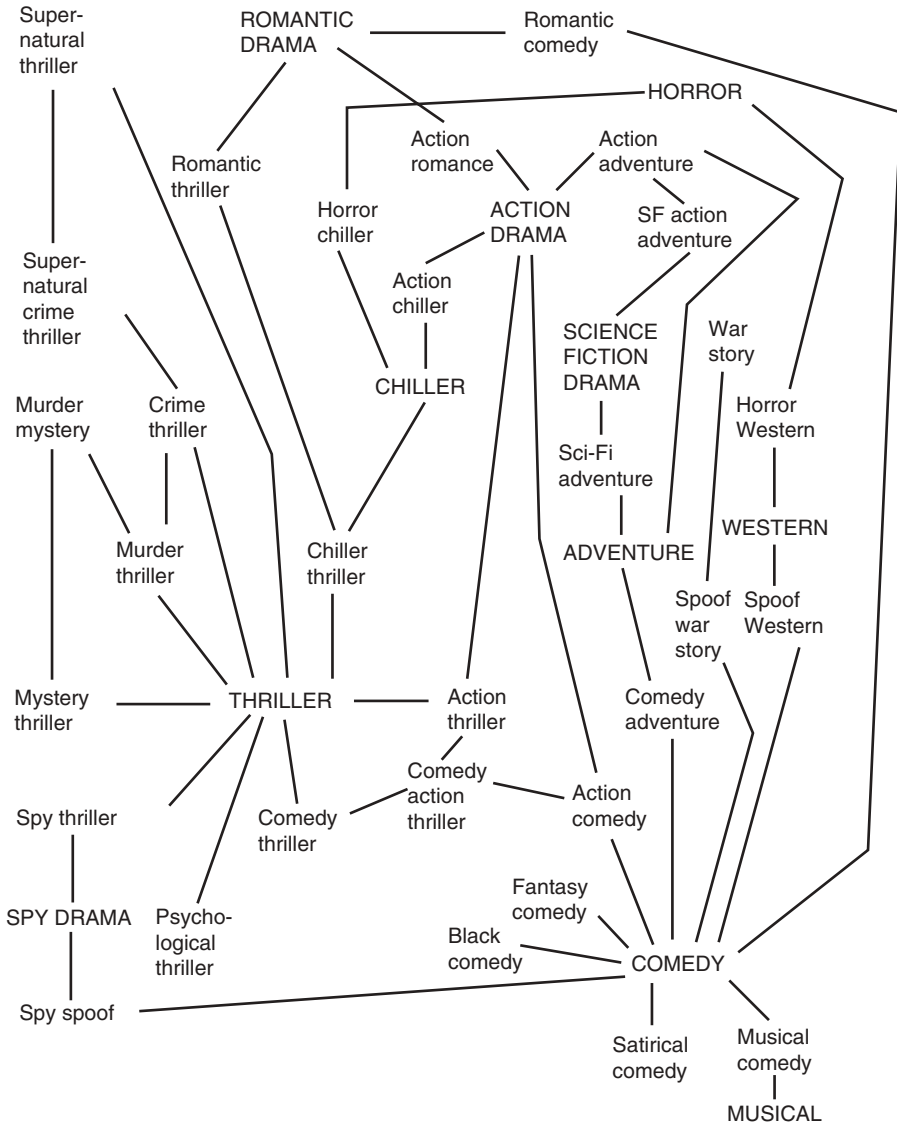 Super-
natural
thriller
ROMANTIC
DRAMA
Romantic
comedy
HORROR
Romantic
thriller
Action
romance
Action
adventure
Horror
chiller
ACTION
DRAMA
SF action
adventure
Super-
natural
crime
thriller
Action
chiller
SCIENCE
FICTION
DRAMA
War
story
CHILLER
Murder
mystery
Crime
thriller
Horror
Western
Sci-Fi
adventure
Murder
thriller
Chiller
thriller
ADVENTURE
WESTERN
Spoof
war
story
Spoof
Western
Mystery
thriller
THRILLER
Action
thriller
Comedy
adventure
Spy thriller
Comedy
thriller
Comedy
action
thriller
Action
comedy
SPY DRAMA
Psycho-
logical
thriller
Fantasy
comedy
Black
comedy
COMEDY
Spy spoof
Satirical
comedy
Musical
comedy
MUSICAL